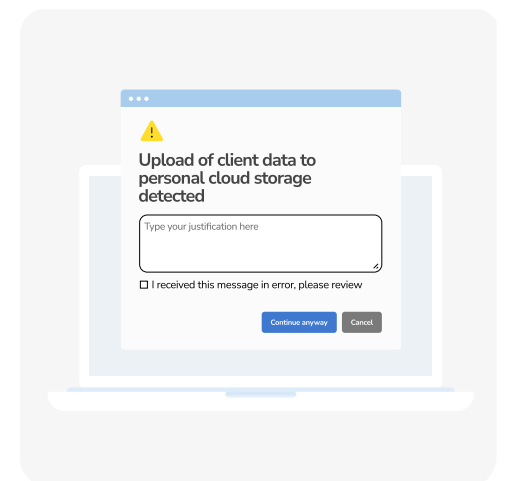 Upload of client data to
personal cloud storage
detected
Type your justification here
I received this message in error, please review
Continue anyway
Cancel